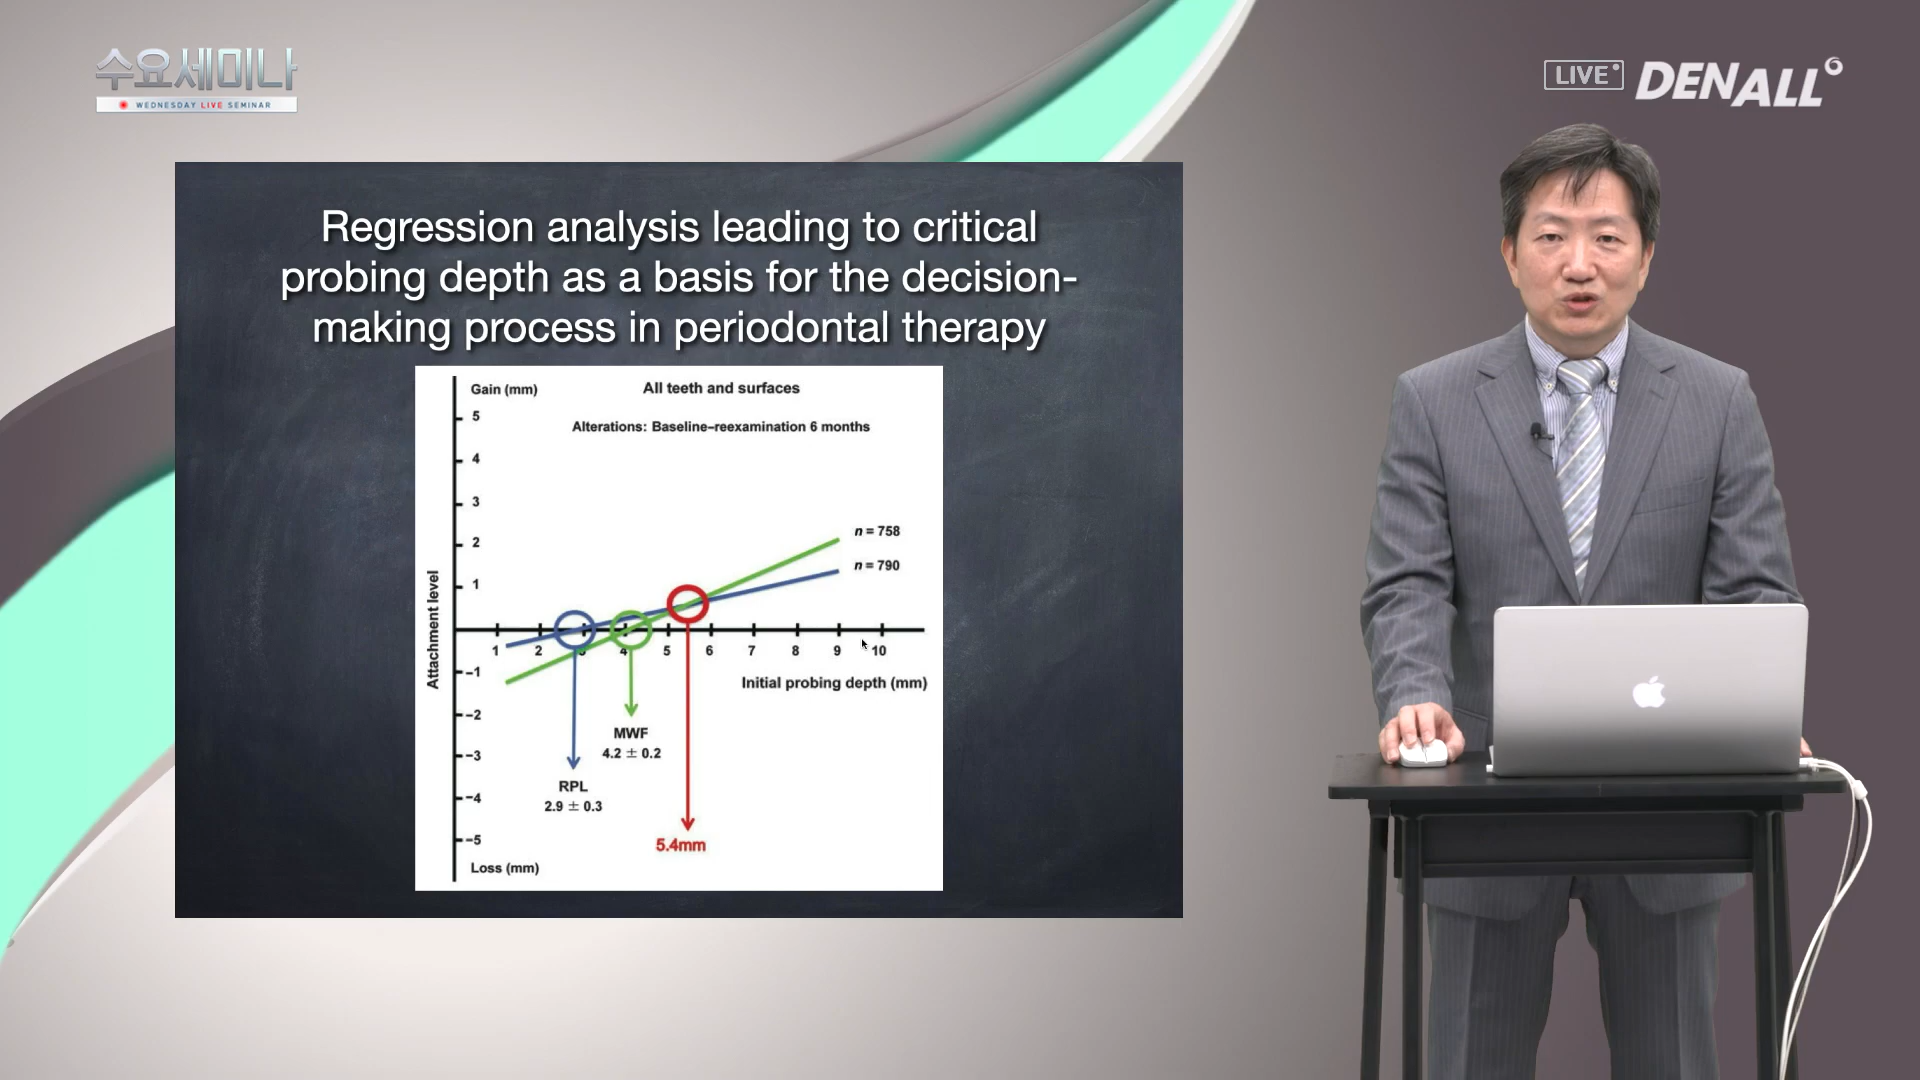 수요세미나
WEDNESDAY LIVE SEMINAR
LIVE
DENALL
Regression analysis leading to critical
probing depth as a basis for the decision-
making process in periodontal therapy
Gain (mm)
All teeth and surfaces
Alterations: Baseline–reexamination 6 months
5
4
3
2
1
n = 758
n = 790
Attachment level
1 2 3 4 5 6 7 8 9 10
Initial probing depth (mm)
–1
–2
–3
–4
–5
MWF
4.2 ± 0.2
RPL
2.9 ± 0.3
5.4mm
Loss (mm)